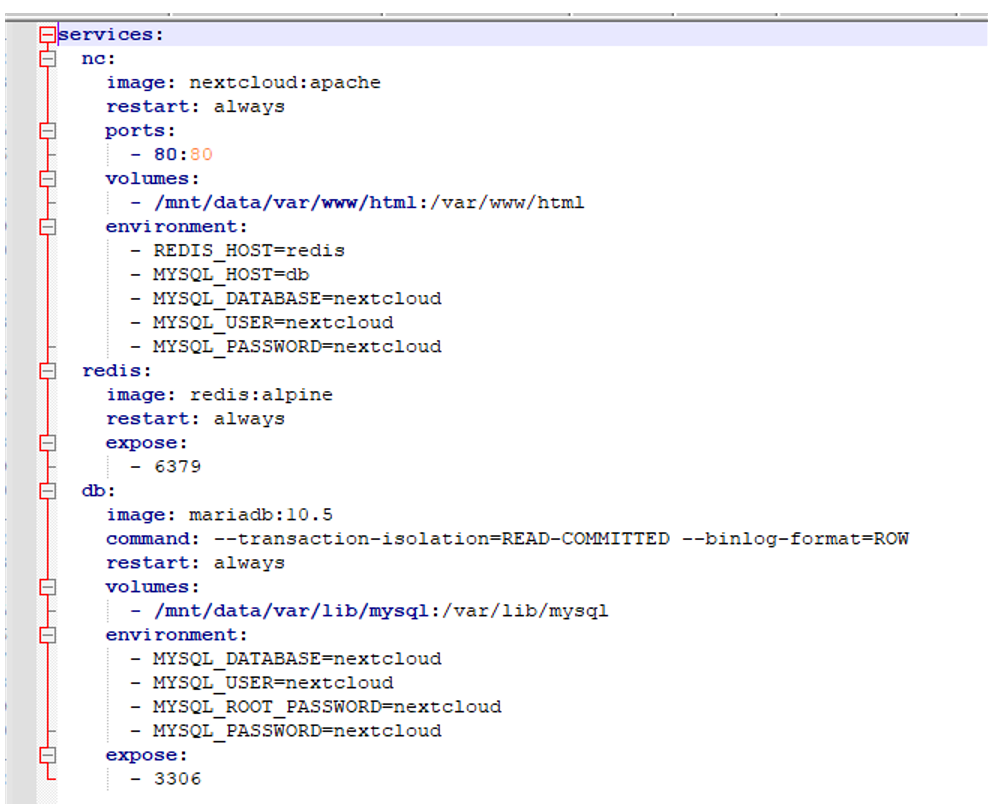 services:
  nc:
    image: nextcloud:apache
    restart: always
    ports:
      - 80:80
    volumes:
      - /mnt/data/var/www/html:/var/www/html
    environment:
      - REDIS_HOST=redis
      - MYSQL_HOST=db
      - MYSQL_DATABASE=nextcloud
      - MYSQL_USER=nextcloud
      - MYSQL_PASSWORD=nextcloud
  redis:
    image: redis:alpine
    restart: always
    expose:
      - 6379
  db:
    image: mariadb:10.5
    command: --transaction-isolation=READ-COMMITTED --binlog-format=ROW
    restart: always
    volumes:
      - /mnt/data/var/lib/mysql:/var/lib/mysql
    environment:
      - MYSQL_DATABASE=nextcloud
      - MYSQL_USER=nextcloud
      - MYSQL_ROOT_PASSWORD=nextcloud
      - MYSQL_PASSWORD=nextcloud
    expose:
      - 3306